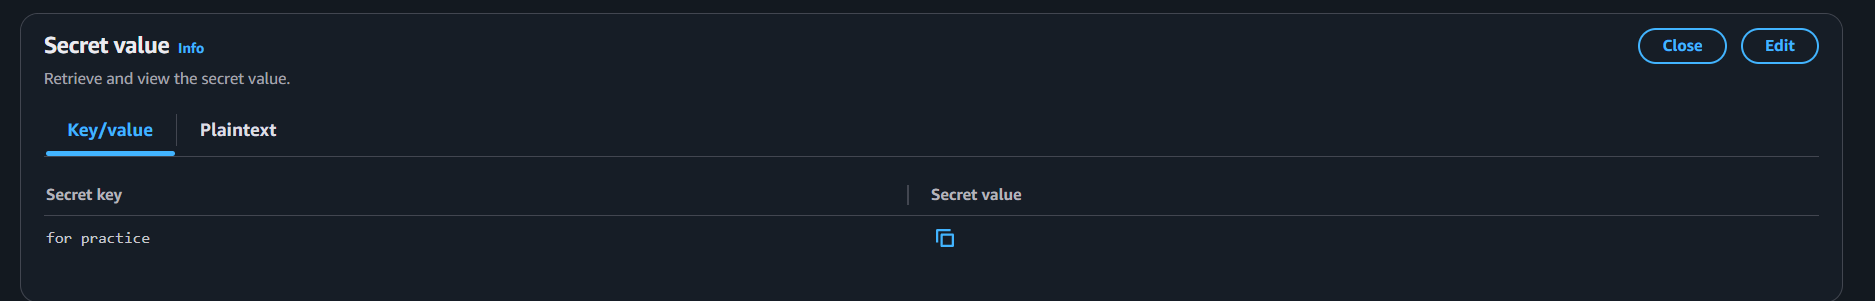 Secret value Info
Close Edit
Retrieve and view the secret value.
Key/value Plaintext
Secret key Secret value
for practice